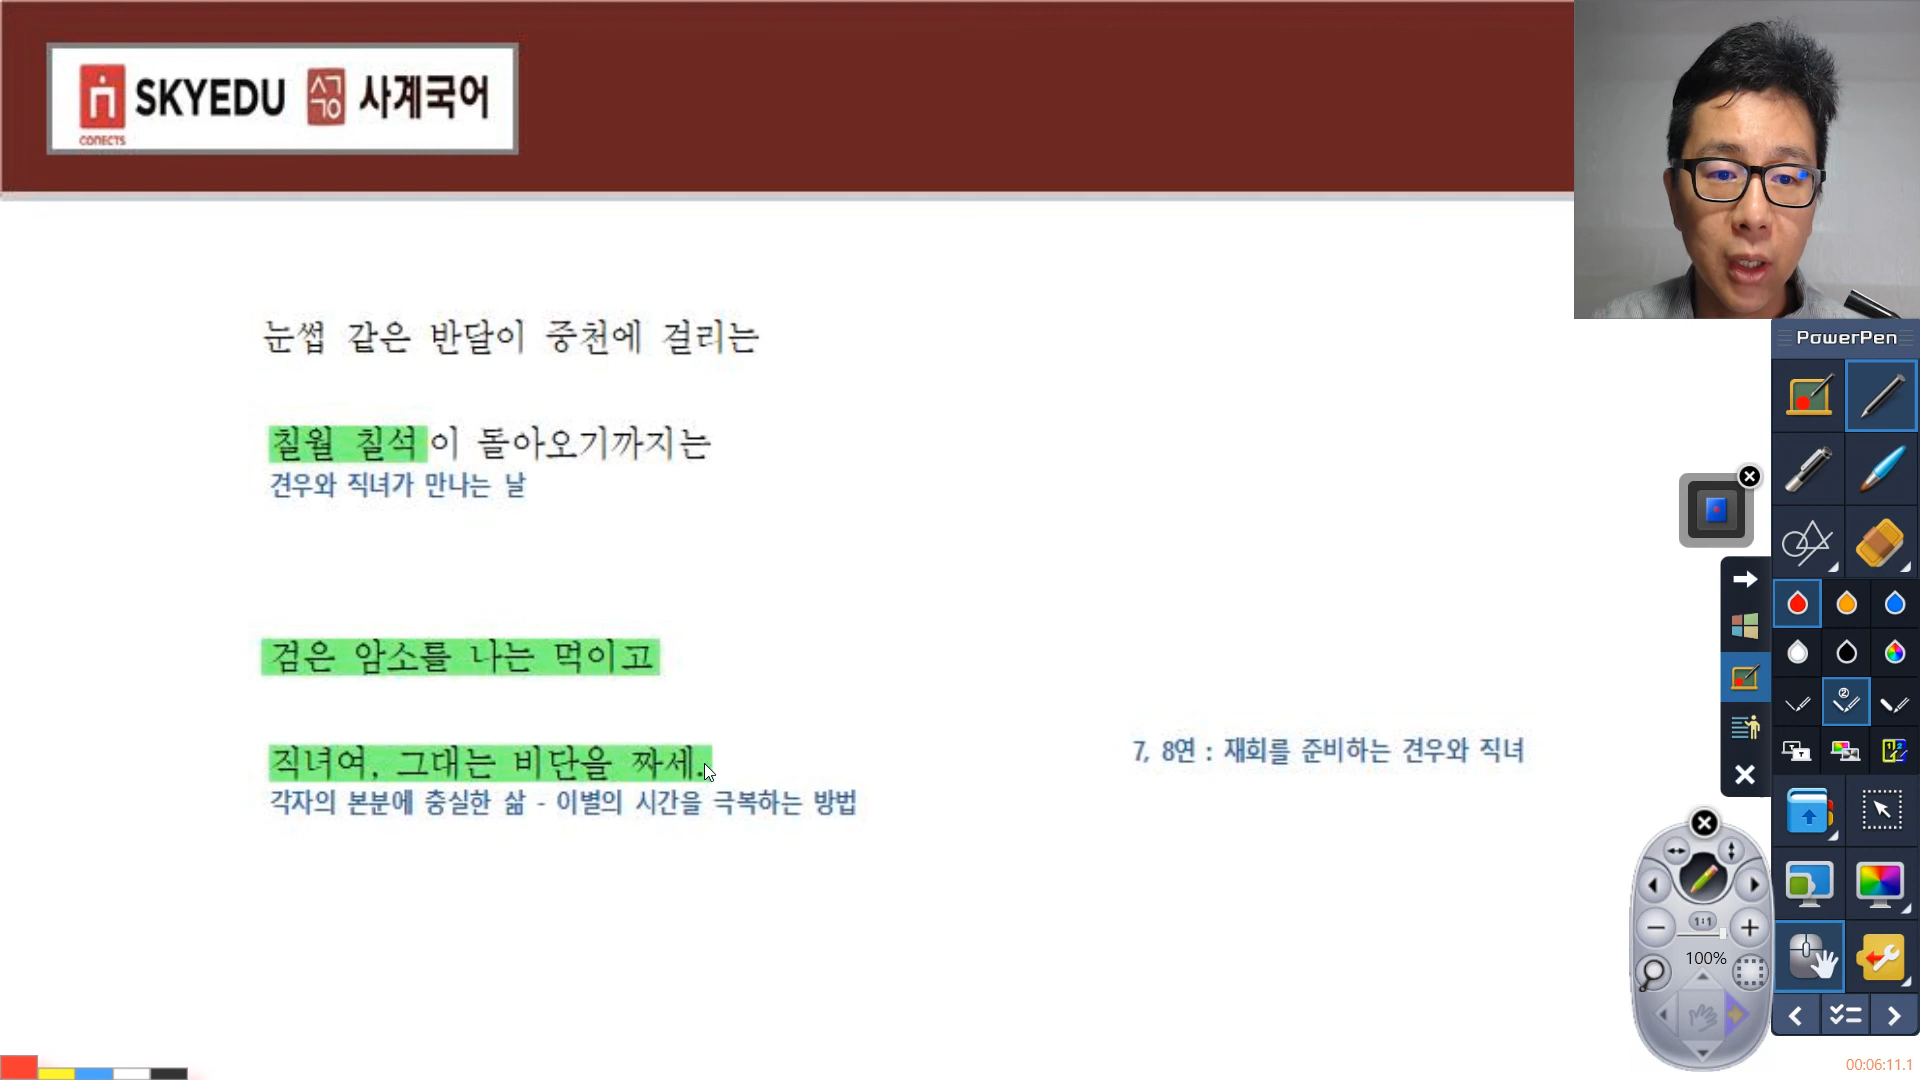 CONECTS
SKYEDU 사계국어
눈썹 같은 반달이 중천에 걸리는
칠월 칠석이 돌아오기까지는
견우와 직녀가 만나는 날
검은 암소를 나는 먹이고
직녀여, 그대는 비단을 짜세.
각자의 본분에 충실한 삶 - 이별의 시간을 극복하는 방법
7, 8연 : 재회를 준비하는 견우와 직녀
PowerPen
②
1:1
100%
00:06:11.1